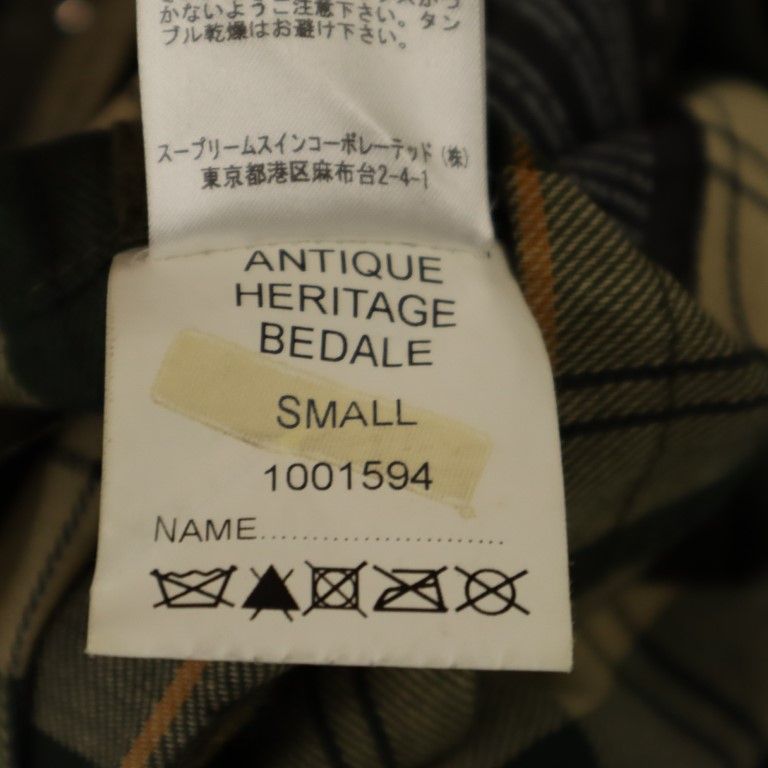 かないようご注意下さい。タン
ブル乾燥はお避け下さい。
スープリームスインコーポレーテッド（株）
東京都港区麻布台2-4-1
ANTIQUE
HERITAGE
BEDALE
SMALL
1001594
NAME........................